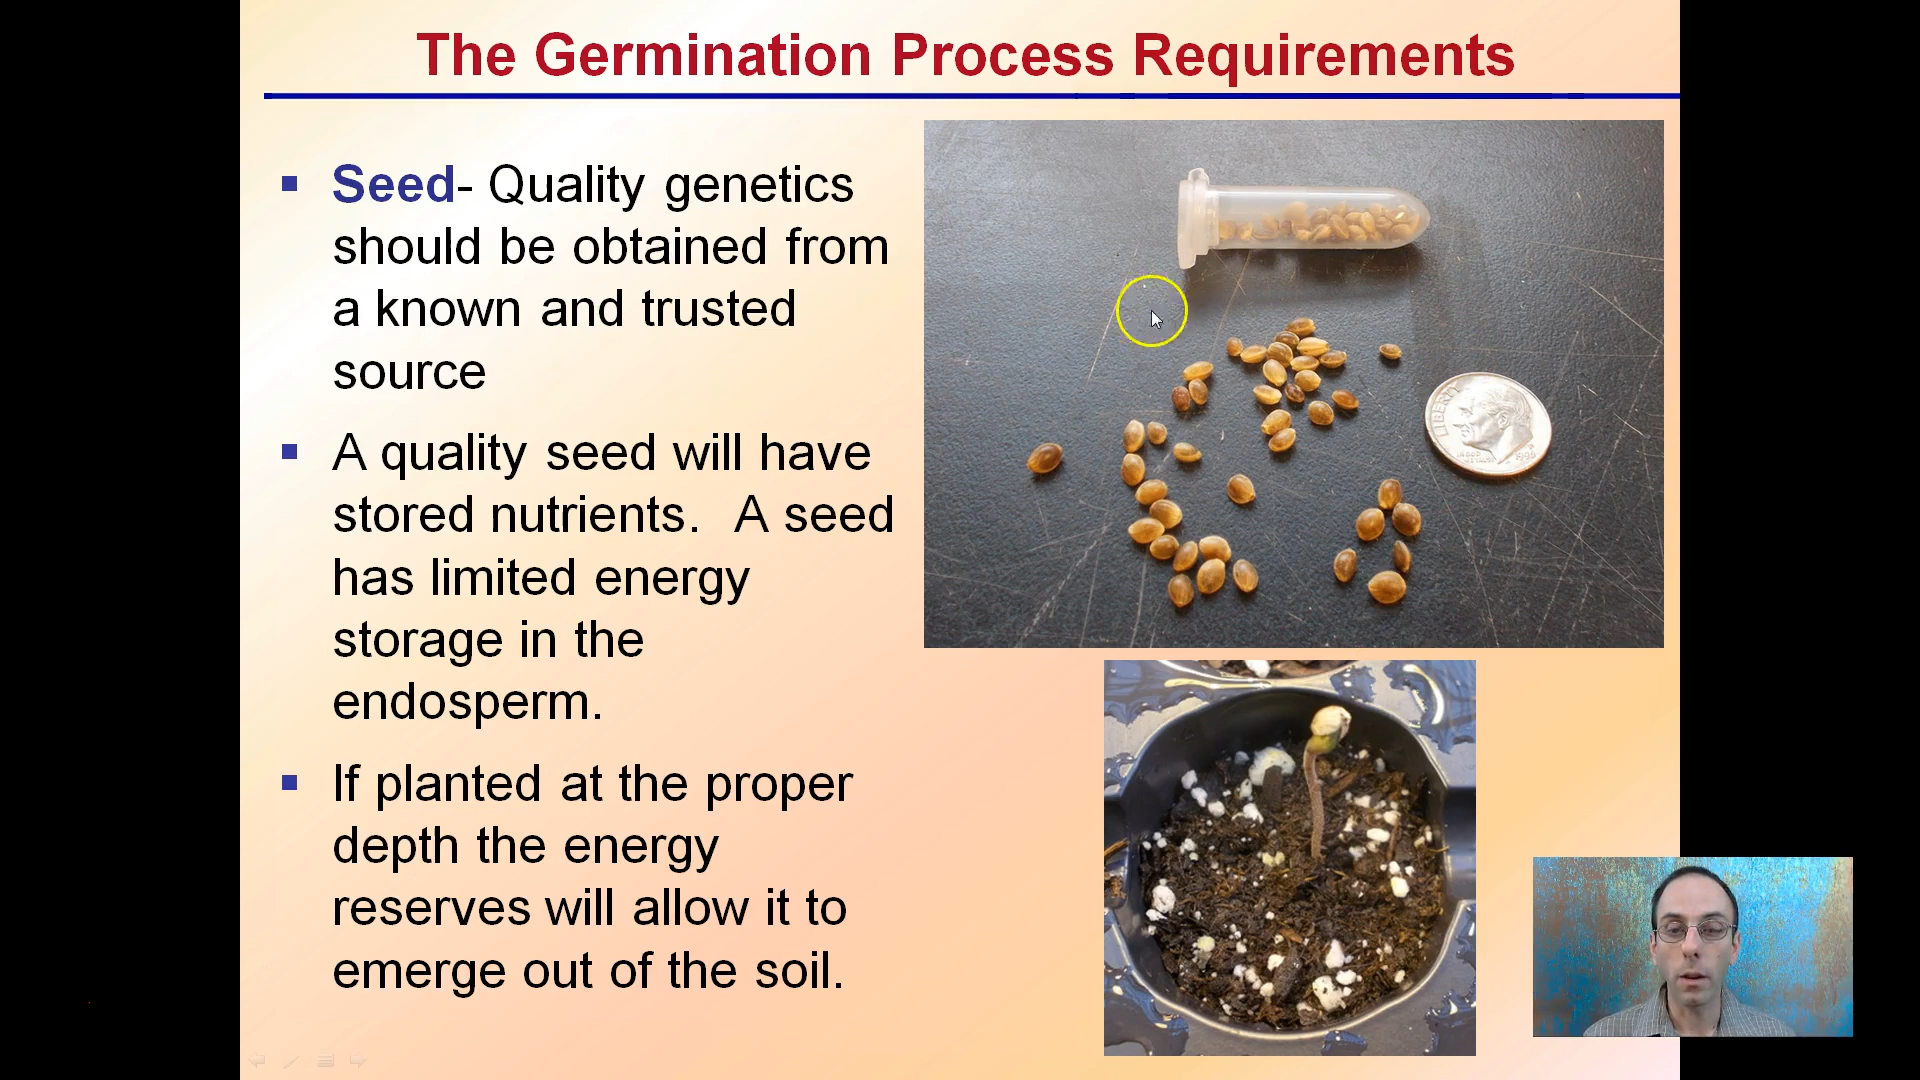 The Germination Process Requirements
Seed- Quality genetics
should be obtained from
a known and trusted
source
A quality seed will have
stored nutrients. A seed
has limited energy
storage in the
endosperm.
If planted at the proper
depth the energy
reserves will allow it to
emerge out of the soil.
LIBERTY